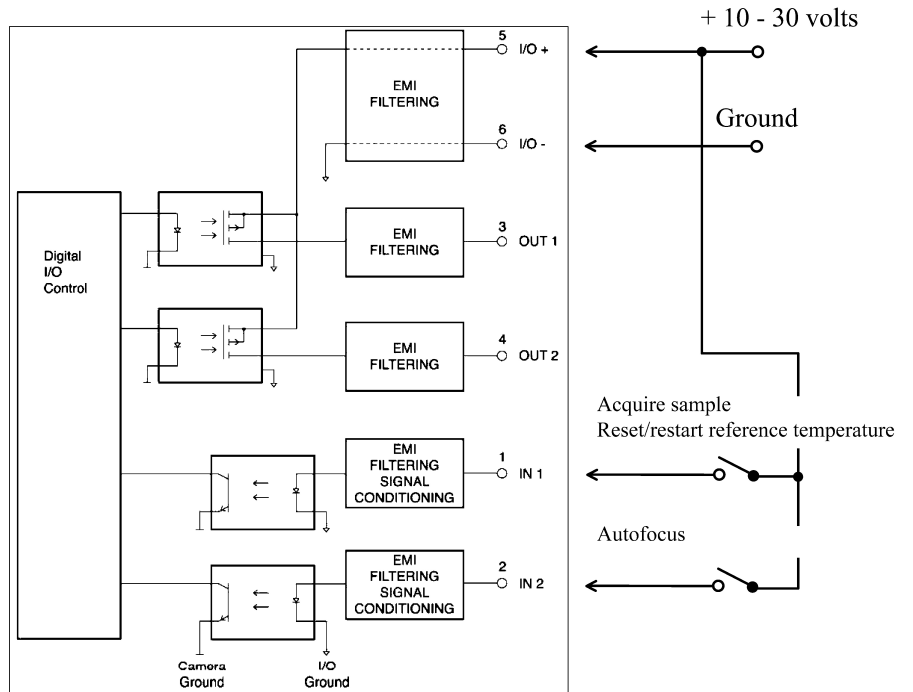 + 10 - 30 volts
5
I/O +
EMI
FILTERING
Ground
6
I/O -
Digital
I/O
Control
EMI
FILTERING
3
OUT 1
EMI
FILTERING
4
OUT 2
Acquire sample
Reset/restart reference temperature
EMI
FILTERING
SIGNAL
CONDITIONING
1
IN 1
Autofocus
EMI
FILTERING
SIGNAL
CONDITIONING
2
IN 2
Camera
Ground
I/O
Ground